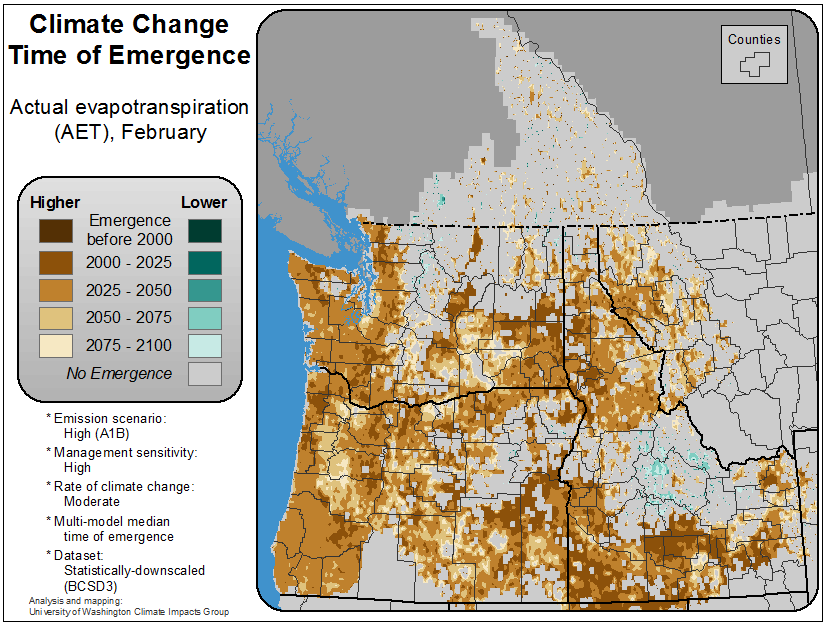 Climate Change
Time of Emergence
Actual evapotranspiration
(AET), February
Higher Lower
Emergence
before 2000
2000 - 2025
2025 - 2050
2050 - 2075
2075 - 2100
No Emergence
* Emission scenario:
High (A1B)
* Management sensitivity:
High
* Rate of climate change:
Moderate
* Multi-model median
time of emergence
* Dataset:
Statistically-downscaled
(BCSD3)
Analysis and mapping:
University of Washington Climate Impacts Group
Counties